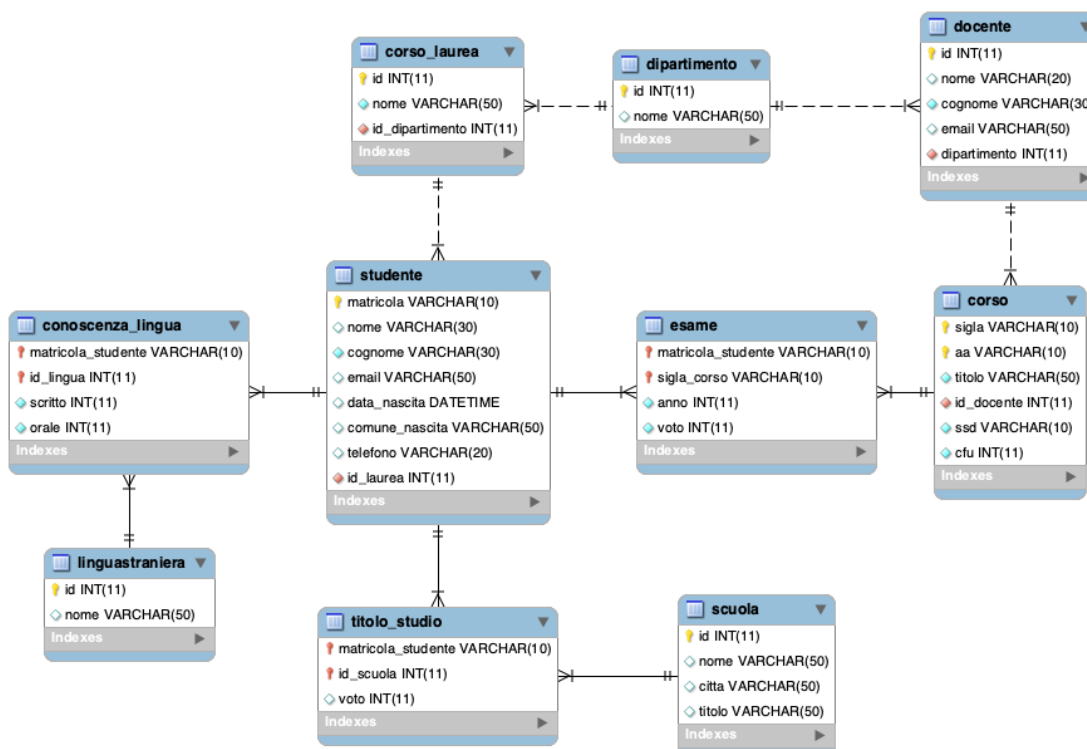 corso_laurea
id INT(11)
nome VARCHAR(50)
id_dipartimento INT(11)
Indexes
dipartimento
id INT(11)
nome VARCHAR(50)
Indexes
docente
id INT(11)
nome VARCHAR(20)
cognome VARCHAR(30
email VARCHAR(50)
dipartimento INT(11)
Indexes
studente
matricola VARCHAR(10)
nome VARCHAR(30)
cognome VARCHAR(30)
email VARCHAR(50)
data_nascita DATETIME
comune_nascita VARCHAR(50)
telefono VARCHAR(20)
id_laurea INT(11)
Indexes
conoscenza_lingua
matricola_studente VARCHAR(10)
id_lingua INT(11)
scritto INT(11)
orale INT(11)
Indexes
esame
matricola_studente VARCHAR(10)
sigla_corso VARCHAR(10)
anno INT(11)
voto INT(11)
Indexes
corso
sigla VARCHAR(10)
aa VARCHAR(10)
titolo VARCHAR(50)
id_docente INT(11)
ssd VARCHAR(10)
cfu INT(11)
Indexes
linguastraniera
id INT(11)
nome VARCHAR(50)
Indexes
titolo_studio
matricola_studente VARCHAR(10)
id_scuola INT(11)
voto INT(11)
Indexes
scuola
id INT(11)
nome VARCHAR(50)
citta VARCHAR(50)
titolo VARCHAR(50)
Indexes